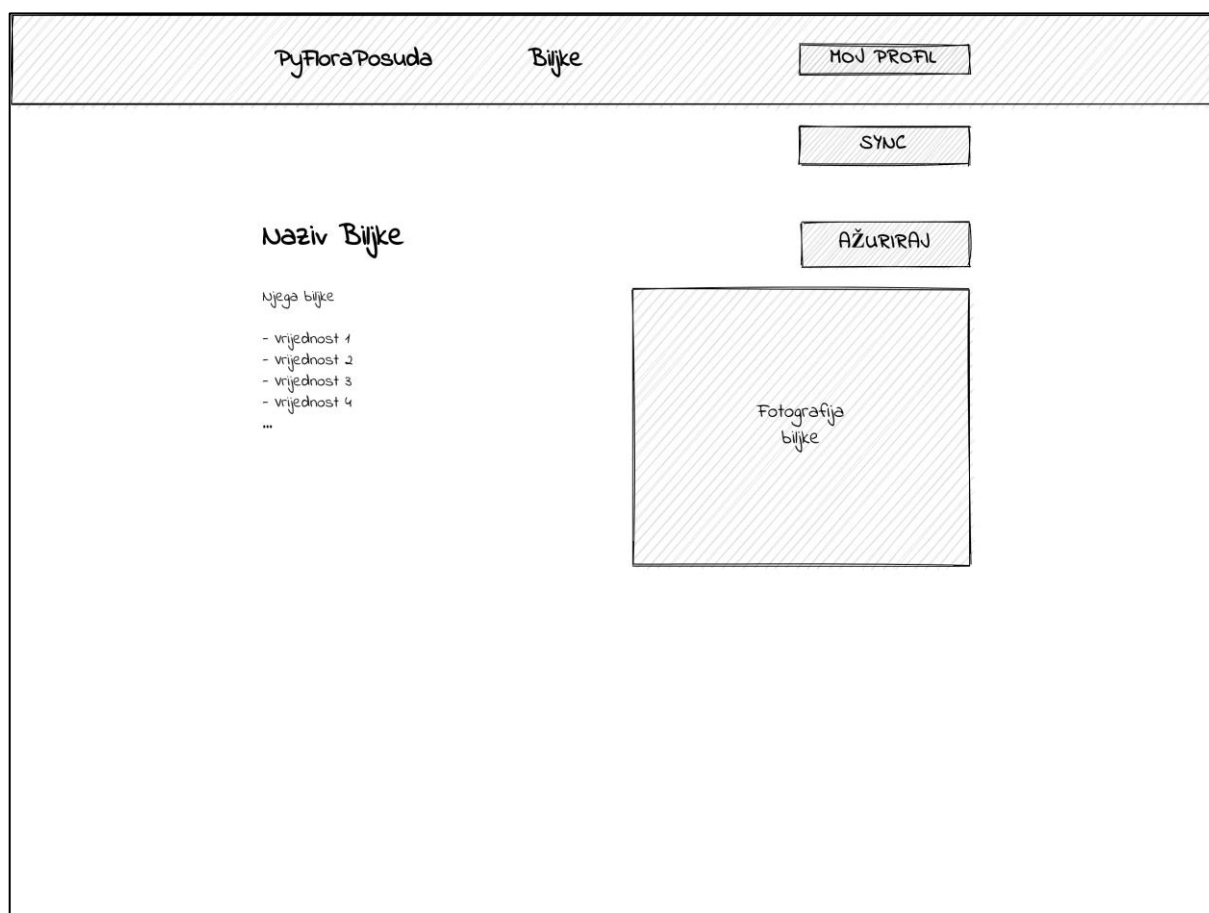 PyFloraPosuda Biljke MOJ PROFIL
SYNC
Naziv Biljke
AŽURIRAJ
Njega biljke
- vrijednost 1
- vrijednost 2
- vrijednost 3
- vrijednost 4
...
Fotografija
biljke